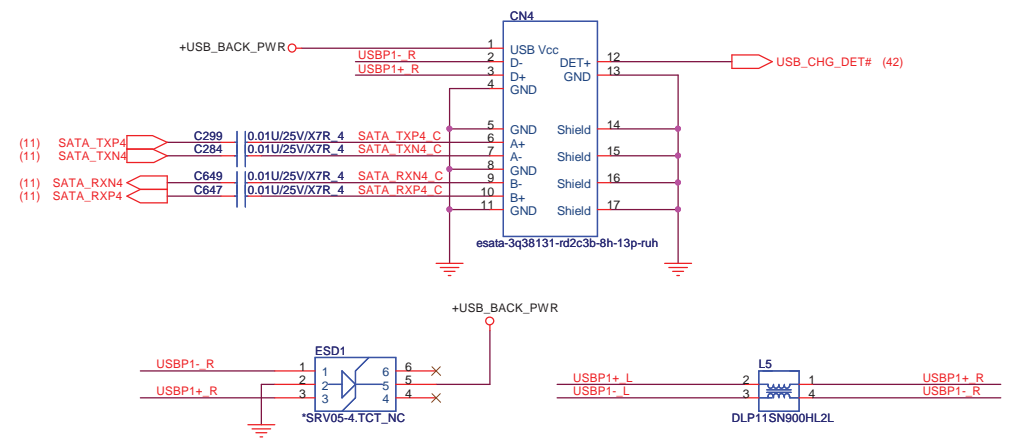 CN4
+USB_BACK_PWR 1 USB Vcc
USBP1-_R 2 D- DET+ 12 USB_CHG_DET# (42)
USBP1+_R 3 D+ GND 13
4 GND
5 GND Shield 14
(11) SATA_TXP4 C299 0.01U/25V/X7R_4 SATA_TXP4_C 6 A+
(11) SATA_TXN4 C284 0.01U/25V/X7R_4 SATA_TXN4_C 7 A- Shield 15
8 GND
(11) SATA_RXN4 C649 0.01U/25V/X7R_4 SATA_RXN4_C 9 B- Shield 16
(11) SATA_RXP4 C647 0.01U/25V/X7R_4 SATA_RXP4_C 10 B+
11 GND Shield 17
esata-3q38131-rd2c3b-8h-13p-ruh
+USB_BACK_PWR
ESD1
USBP1-_R 1 1 6 6
2 2 5 5
USBP1+_R 3 3 4 4
*SRV05-4.TCT_NC
L5
USBP1+_L 2 1 USBP1+_R
USBP1-_L 3 4 USBP1-_R
DLP11SN900HL2L